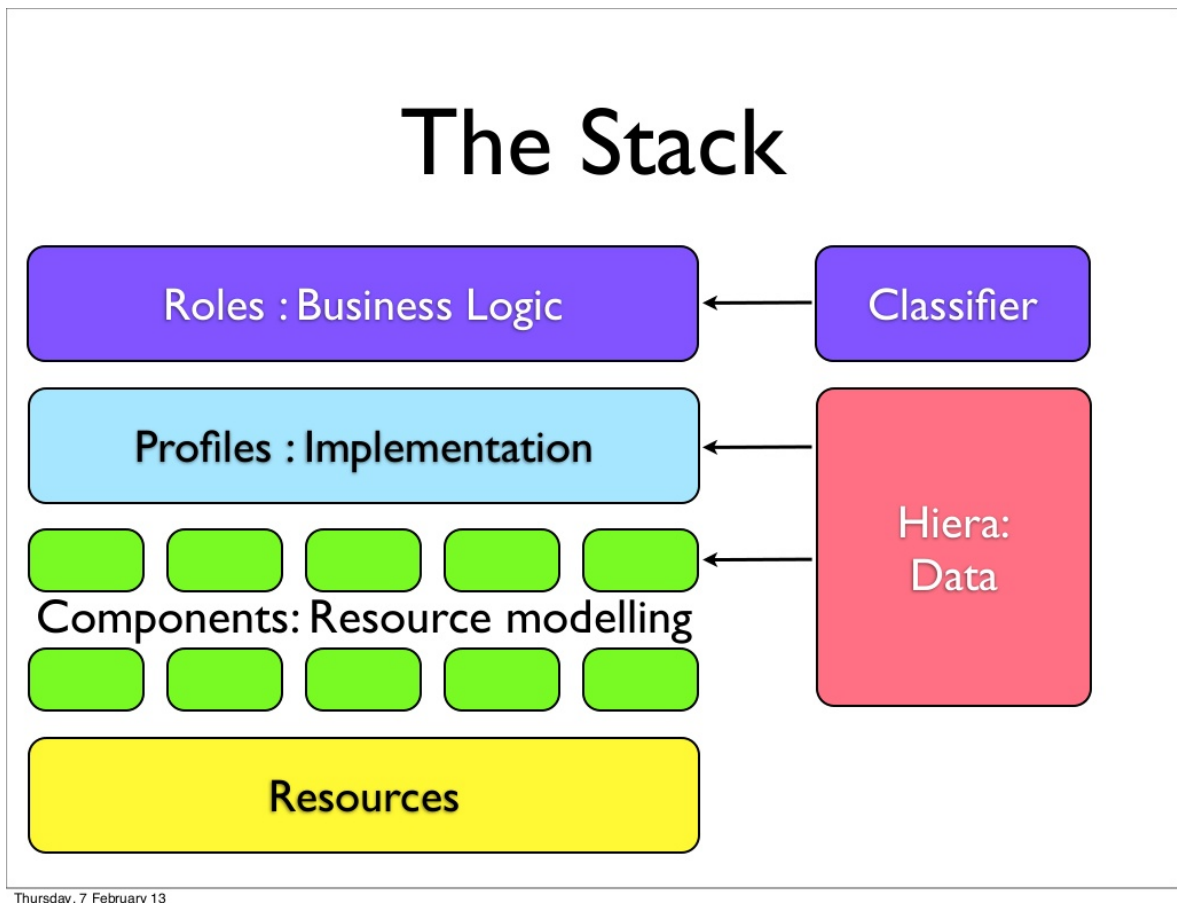 The Stack
Roles : Business Logic
Classifier
Profiles : Implementation
Hiera:
Data
Components: Resource modelling
Resources
Thursday, 7 February 13